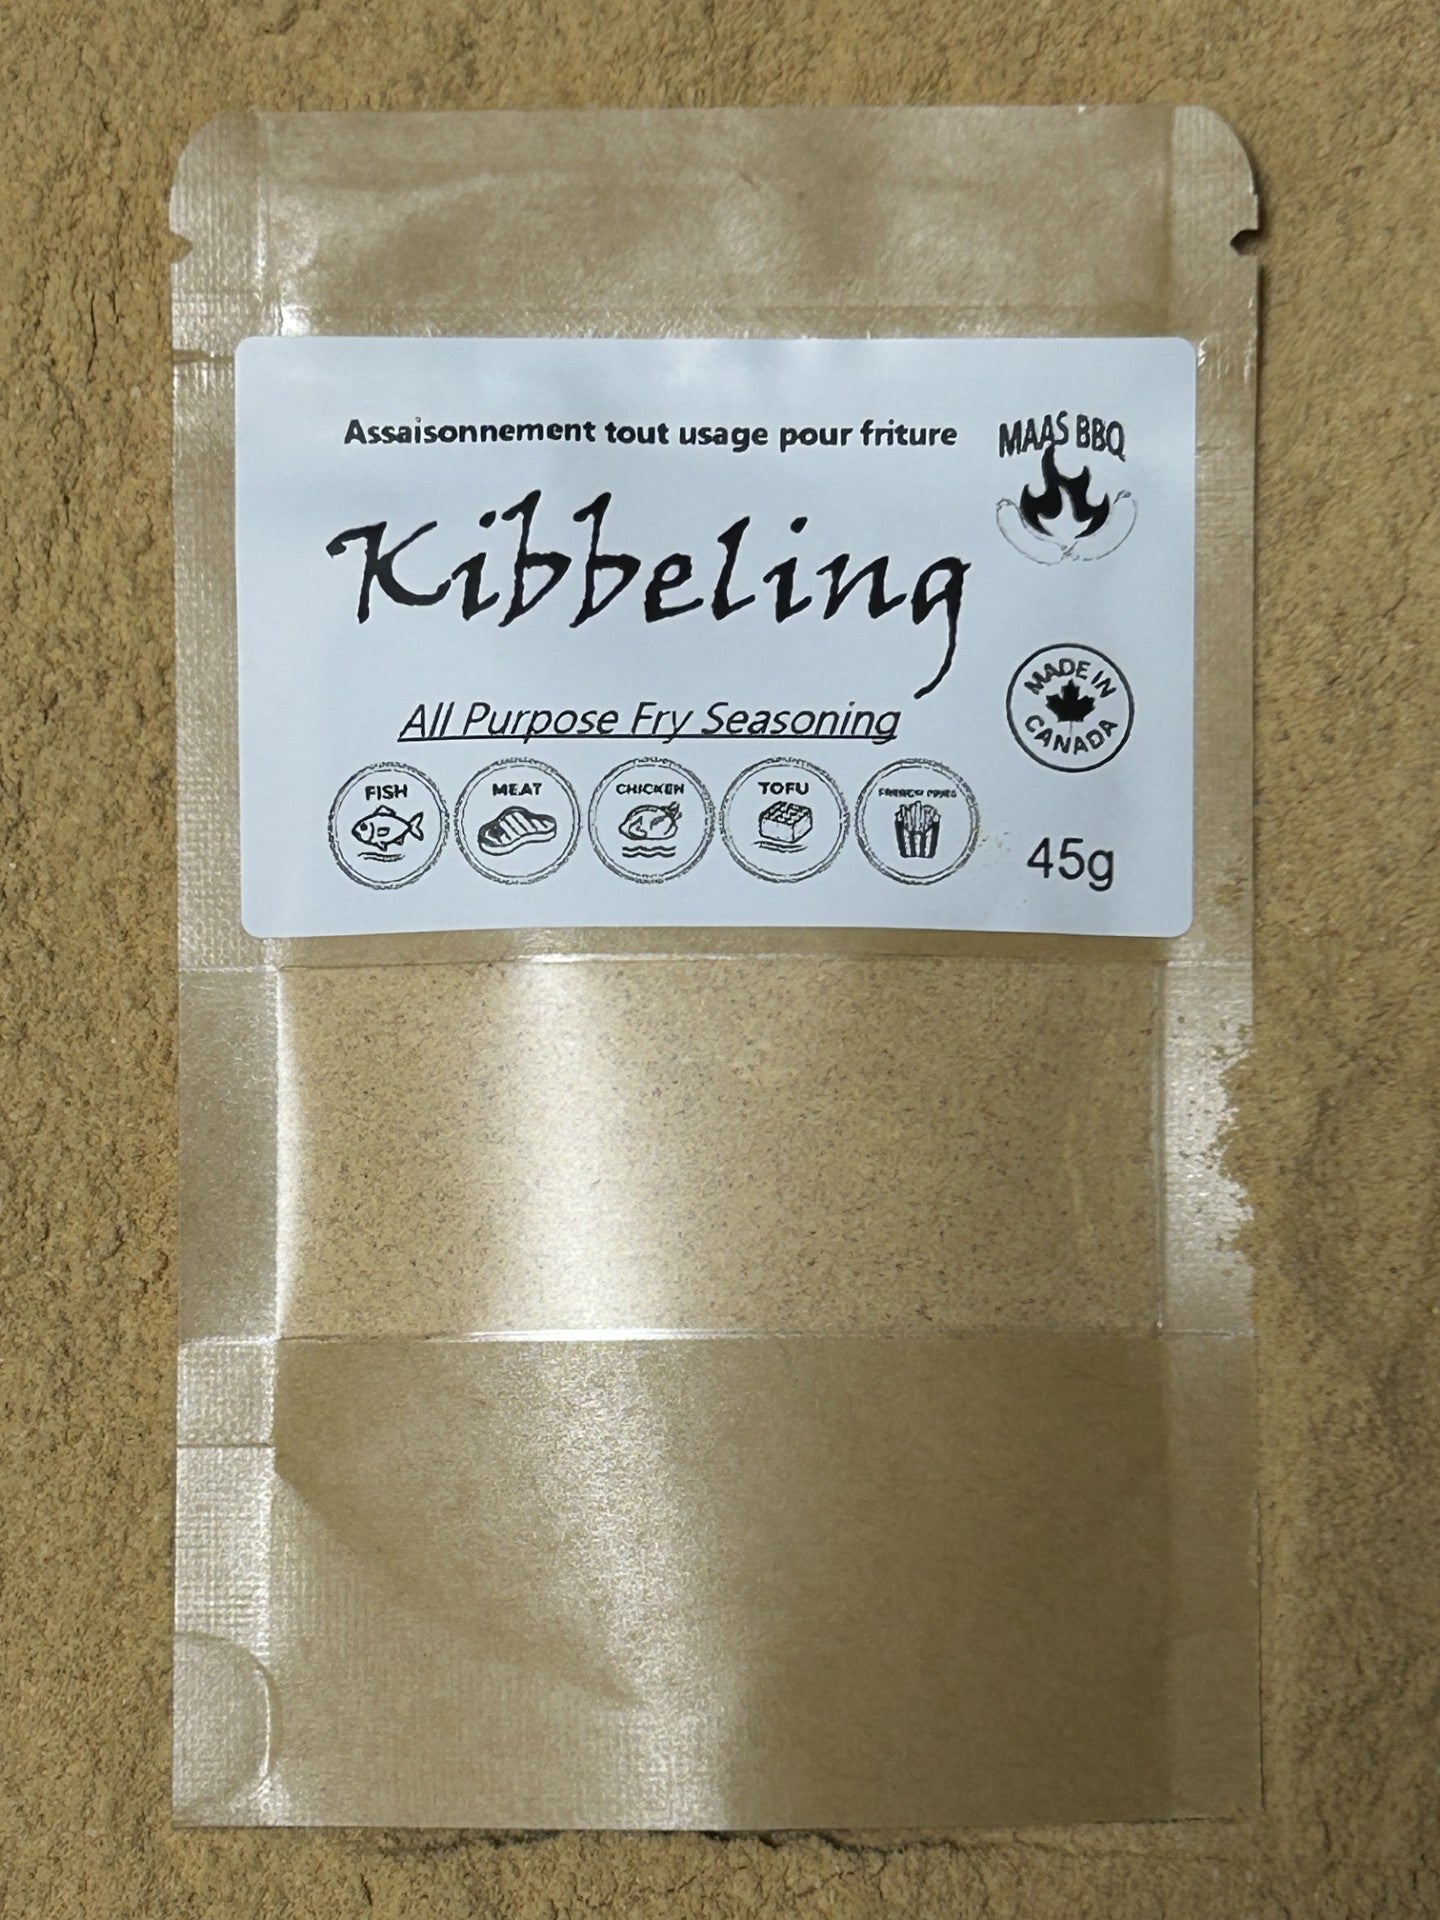 Assaisonnement tout usage pour friture
MAAS BBQ
Kibbeling
MADE IN
CANADA
All Purpose Fry Seasoning
FISH
MEAT
CHICKEN
TOFU
45g